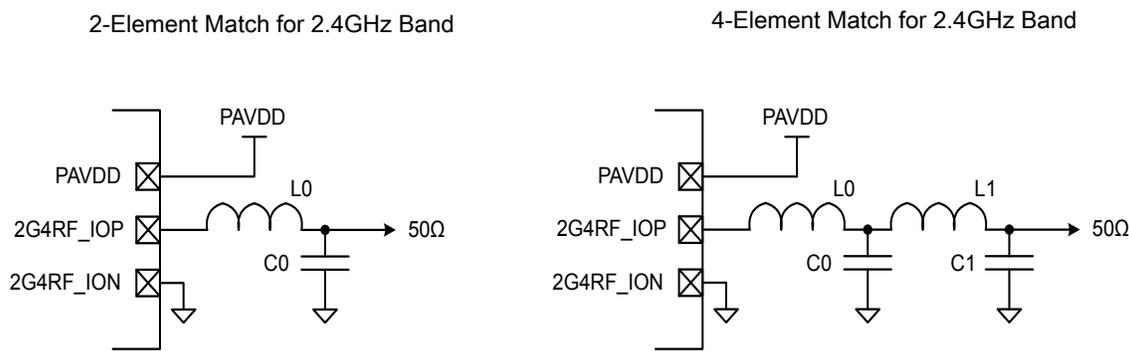 2-Element Match for 2.4GHz Band
PAVDD
PAVDD
L0
2G4RF_IOP
50Ω
C0
2G4RF_ION
4-Element Match for 2.4GHz Band
PAVDD
PAVDD
L0
L1
2G4RF_IOP
50Ω
C0
C1
2G4RF_ION